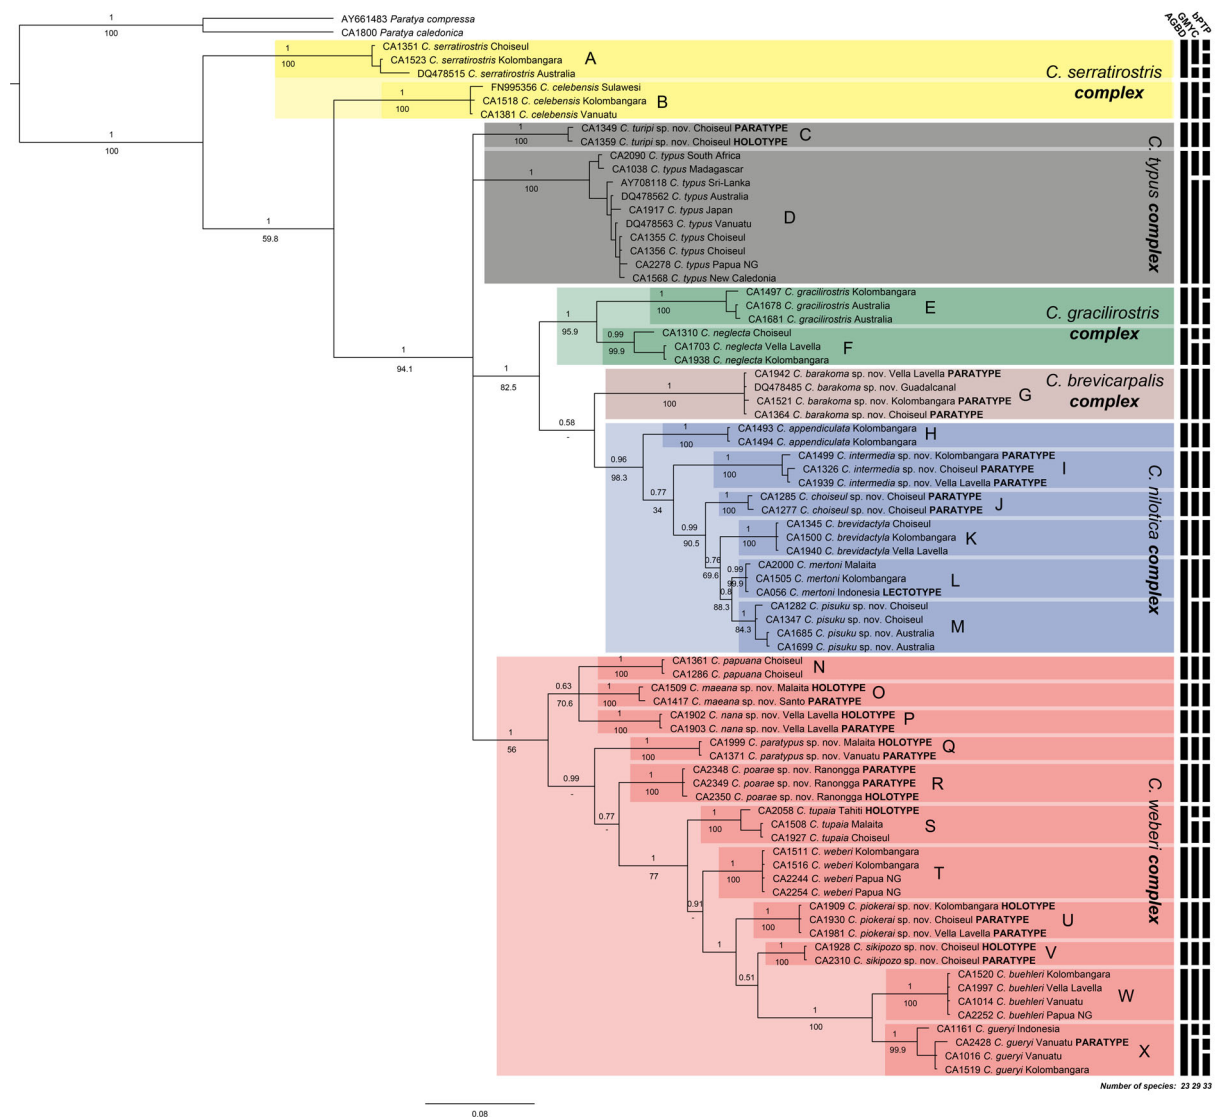 AGBD
GMYC
bPTP
1
100
AY661483 Paratya compressa
CA1800 Paratya caledonica
1
100
1
100
CA1351 C. serratirostris Choiseul
CA1523 C. serratirostris Kolombangara
DQ478515 C. serratirostris Australia
A
C. serratirostris
complex
1
59.8
1
100
FN995356 C. celebensis Sulawesi
CA1518 C. celebensis Kolombangara
CA1381 C. celebensis Vanuatu
B
1
94.1
1
100
CA1349 C. turipi sp. nov. Choiseul PARATYPE
CA1359 C. turipi sp. nov. Choiseul HOLOTYPE
C
C. typus complex
1
100
CA2090 C. typus South Africa
CA1038 C. typus Madagascar
AY708118 C. typus Sri-Lanka
DQ478562 C. typus Australia
CA1917 C. typus Japan
DQ478563 C. typus Vanuatu
CA1355 C. typus Choiseul
CA1356 C. typus Choiseul
CA2278 C. typus Papua NG
CA1568 C. typus New Caledonia
D
1
82.5
1
95.9
1
100
CA1497 C. gracilirostris Kolombangara
CA1678 C. gracilirostris Australia
CA1681 C. gracilirostris Australia
E
C. gracilirostris
complex
0.99
99.9
CA1310 C. neglecta Choiseul
CA1703 C. neglecta Vella Lavella
CA1938 C. neglecta Kolombangara
F
0.58
-
1
100
CA1942 C. barakoma sp. nov. Vella Lavella PARATYPE
DQ478485 C. barakoma sp. nov. Guadalcanal
CA1521 C. barakoma sp. nov. Kolombangara PARATYPE
CA1364 C. barakoma sp. nov. Choiseul PARATYPE
G
C. brevicarpalis
complex
0.96
98.3
1
100
CA1493 C. appendiculata Kolombangara
CA1494 C. appendiculata Kolombangara
H
C. nilotica complex
0.77
34
1
100
CA1499 C. intermedia sp. nov. Kolombangara PARATYPE
CA1326 C. intermedia sp. nov. Choiseul PARATYPE
CA1939 C. intermedia sp. nov. Vella Lavella PARATYPE
I
0.99
90.5
1
100
CA1285 C. choiseul sp. nov. Choiseul PARATYPE
CA1277 C. choiseul sp. nov. Choiseul PARATYPE
J
0.76
69.6
1
100
CA1345 C. brevidactyla Choiseul
CA1500 C. brevidactyla Kolombangara
CA1940 C. brevidactyla Vella Lavella
K
0.8
88.3
0.99
99.9
CA2000 C. mertoni Malaita
CA1505 C. mertoni Kolombangara
CA056 C. mertoni Indonesia LECTOTYPE
L
1
84.3
CA1282 C. pisuku sp. nov. Choiseul
CA1347 C. pisuku sp. nov. Choiseul
CA1685 C. pisuku sp. nov. Australia
CA1699 C. pisuku sp. nov. Australia
M
1
56
0.63
70.6
1
100
CA1361 C. papuana Choiseul
CA1286 C. papuana Choiseul
N
C. weberi complex
1
100
CA1509 C. maeana sp. nov. Malaita HOLOTYPE
CA1417 C. maeana sp. nov. Santo PARATYPE
O
1
100
CA1902 C. nana sp. nov. Vella Lavella HOLOTYPE
CA1903 C. nana sp. nov. Vella Lavella PARATYPE
P
0.99
-
1
100
CA1999 C. paratypus sp. nov. Malaita HOLOTYPE
CA1371 C. paratypus sp. nov. Vanuatu PARATYPE
Q
0.77
-
1
100
CA2348 C. poarae sp. nov. Ranongga PARATYPE
CA2349 C. poarae sp. nov. Ranongga PARATYPE
CA2350 C. poarae sp. nov. Ranongga HOLOTYPE
R
1
77
1
100
CA2058 C. tupaia Tahiti HOLOTYPE
CA1508 C. tupaia Malaita
CA1927 C. tupaia Choiseul
S
0.91
-
1
100
CA1511 C. weberi Kolombangara
CA1516 C. weberi Kolombangara
CA2244 C. weberi Papua NG
CA2254 C. weberi Papua NG
T
1
1
100
CA1909 C. piokerai sp. nov. Kolombangara HOLOTYPE
CA1930 C. piokerai sp. nov. Choiseul PARATYPE
CA1981 C. piokerai sp. nov. Vella Lavella PARATYPE
U
0.51
1
100
CA1928 C. sikipozo sp. nov. Choiseul HOLOTYPE
CA2310 C. sikipozo sp. nov. Choiseul PARATYPE
V
1
100
1
100
CA1520 C. buehleri Kolombangara
CA1997 C. buehleri Vella Lavella
CA1014 C. buehleri Vanuatu
CA2252 C. buehleri Papua NG
W
1
99.9
CA1161 C. gueryi Indonesia
CA2428 C. gueryi Vanuatu PARATYPE
CA1016 C. gueryi Vanuatu
CA1519 C. gueryi Kolombangara
X
Number of species: 23 29 33
0.08